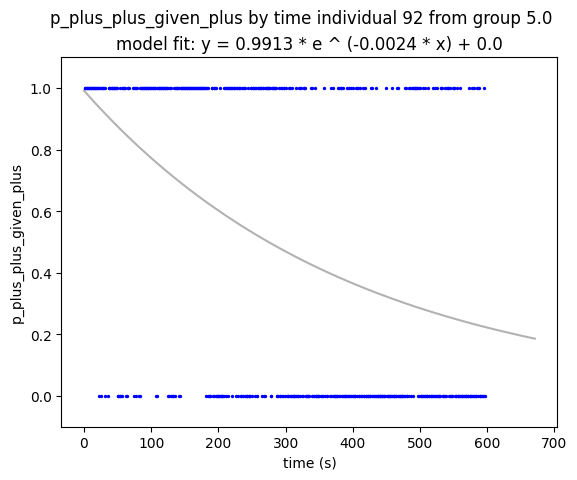 p_plus_plus_given_plus by time individual 92 from group 5.0
model fit: y = 0.9913 * e ^ (-0.0024 * x) + 0.0
1.0
0.8
0.6
0.4
0.2
0.0
p_plus_plus_given_plus
0 100 200 300 400 500 600 700
time (s)